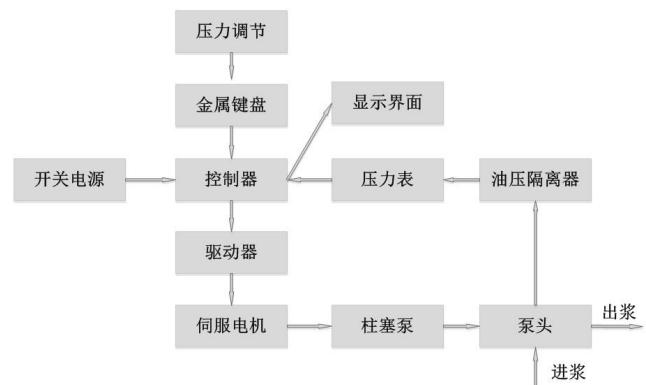 压力调节
金属键盘
显示界面
开关电源
控制器
压力表
油压隔离器
驱动器
伺服电机
柱塞泵
泵头
出浆
进浆